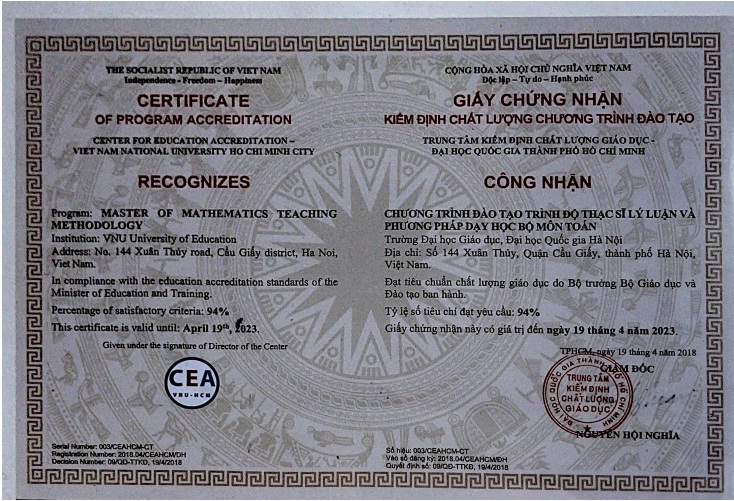 THE SOCIALIST REPUBLIC OF VIET NAM
Independence - Freedom – Happiness
CERTIFICATE
OF PROGRAM ACCREDITATION
CENTER FOR EDUCATION ACCREDITATION –
VIET NAM NATIONAL UNIVERSITY HO CHI MINH CITY
RECOGNIZES
Program: MASTER OF MATHEMATICS TEACHING
METHODOLOGY
Institution: VNU University of Education
Address: No. 144 Xuân Thủy road, Cầu Giấy district, Ha Noi,
Viet Nam.
In compliance with the education accreditation standards of the
Minister of Education and Training.
Percentage of satisfactory criteria: 94%
This certificate is valid until: April 19th, 2023.
Given under the signature of Director of the Center
CEA
VNU-HCM
Serial Number: 003/CEAHCM-CT
Registration Number: 2018.04/CEAHCM/DH
Decision Number: 09/QĐ-TTKĐ, 19/4/2018
CỘNG HÒA XÃ HỘI CHỦ NGHĨA VIỆT NAM
Độc lập – Tự do – Hạnh phúc
GIẤY CHỨNG NHẬN
KIỂM ĐỊNH CHẤT LƯỢNG CHƯƠNG TRÌNH ĐÀO TẠO
TRUNG TÂM KIỂM ĐỊNH CHẤT LƯỢNG GIÁO DỤC -
ĐẠI HỌC QUỐC GIA THÀNH PHỐ HỒ CHÍ MINH
CÔNG NHẬN
CHƯƠNG TRÌNH ĐÀO TẠO TRÌNH ĐỘ THẠC SĨ LÝ LUẬN VÀ
PHƯƠNG PHÁP DẠY HỌC BỘ MÔN TOÁN
Trường Đại học Giáo dục, Đại học Quốc gia Hà Nội
Địa chỉ: Số 144 Xuân Thủy, Quận Cầu Giấy, thành phố Hà Nội,
Việt Nam.
Đạt tiêu chuẩn chất lượng giáo dục do Bộ trưởng Bộ Giáo dục và
Đào tạo ban hành.
Tỷ lệ số tiêu chí đạt yêu cầu: 94%
Giấy chứng nhận này có giá trị đến ngày 19 tháng 4 năm 2023.
TPHCM, ngày 19 tháng 4 năm 2018
GIÁM ĐỐC
ĐẠI HỌC QUỐC GIA THÀNH PHỐ HỒ CHÍ MINH
TRUNG TÂM
KIỂM ĐỊNH
CHẤT LƯỢNG
GIÁO DỤC
NGUYỄN HỘI NGHĨA
Số hiệu: 003/CEAHCM-CT
Vào sổ đăng ký: 2018.04/CEAHCM/ĐH
Quyết định số: 09/QĐ-TTKĐ, 19/4/2018